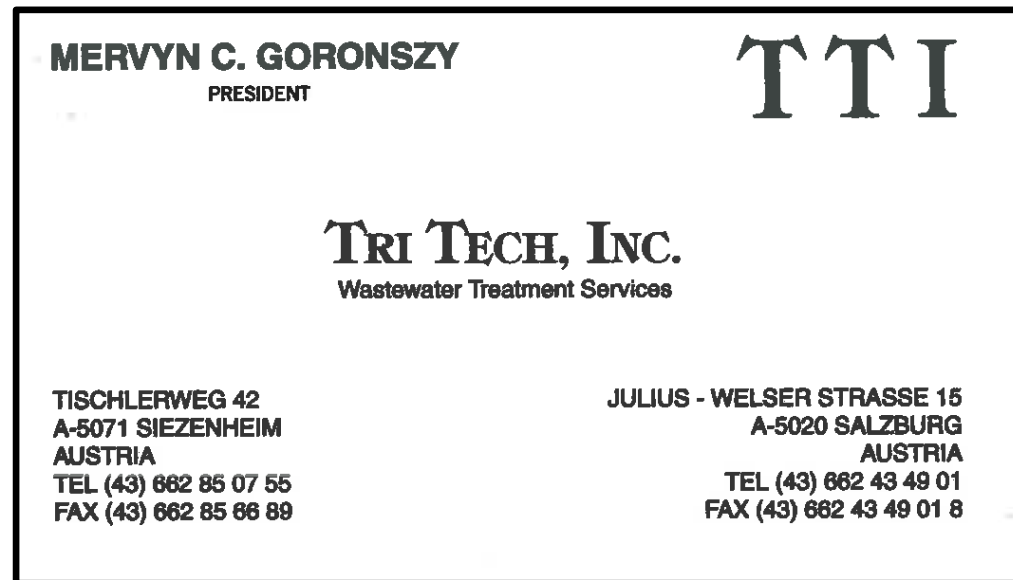 MERVYN C. GORONSZY
PRESIDENT
TTI
TRI TECH, INC.
Wastewater Treatment Services
TISCHLERWEG 42
A-5071 SIEZENHEIM
AUSTRIA
TEL (43) 662 85 07 55
FAX (43) 662 85 66 89
JULIUS - WELSER STRASSE 15
A-5020 SALZBURG
AUSTRIA
TEL (43) 662 43 49 01
FAX (43) 662 43 49 01 8